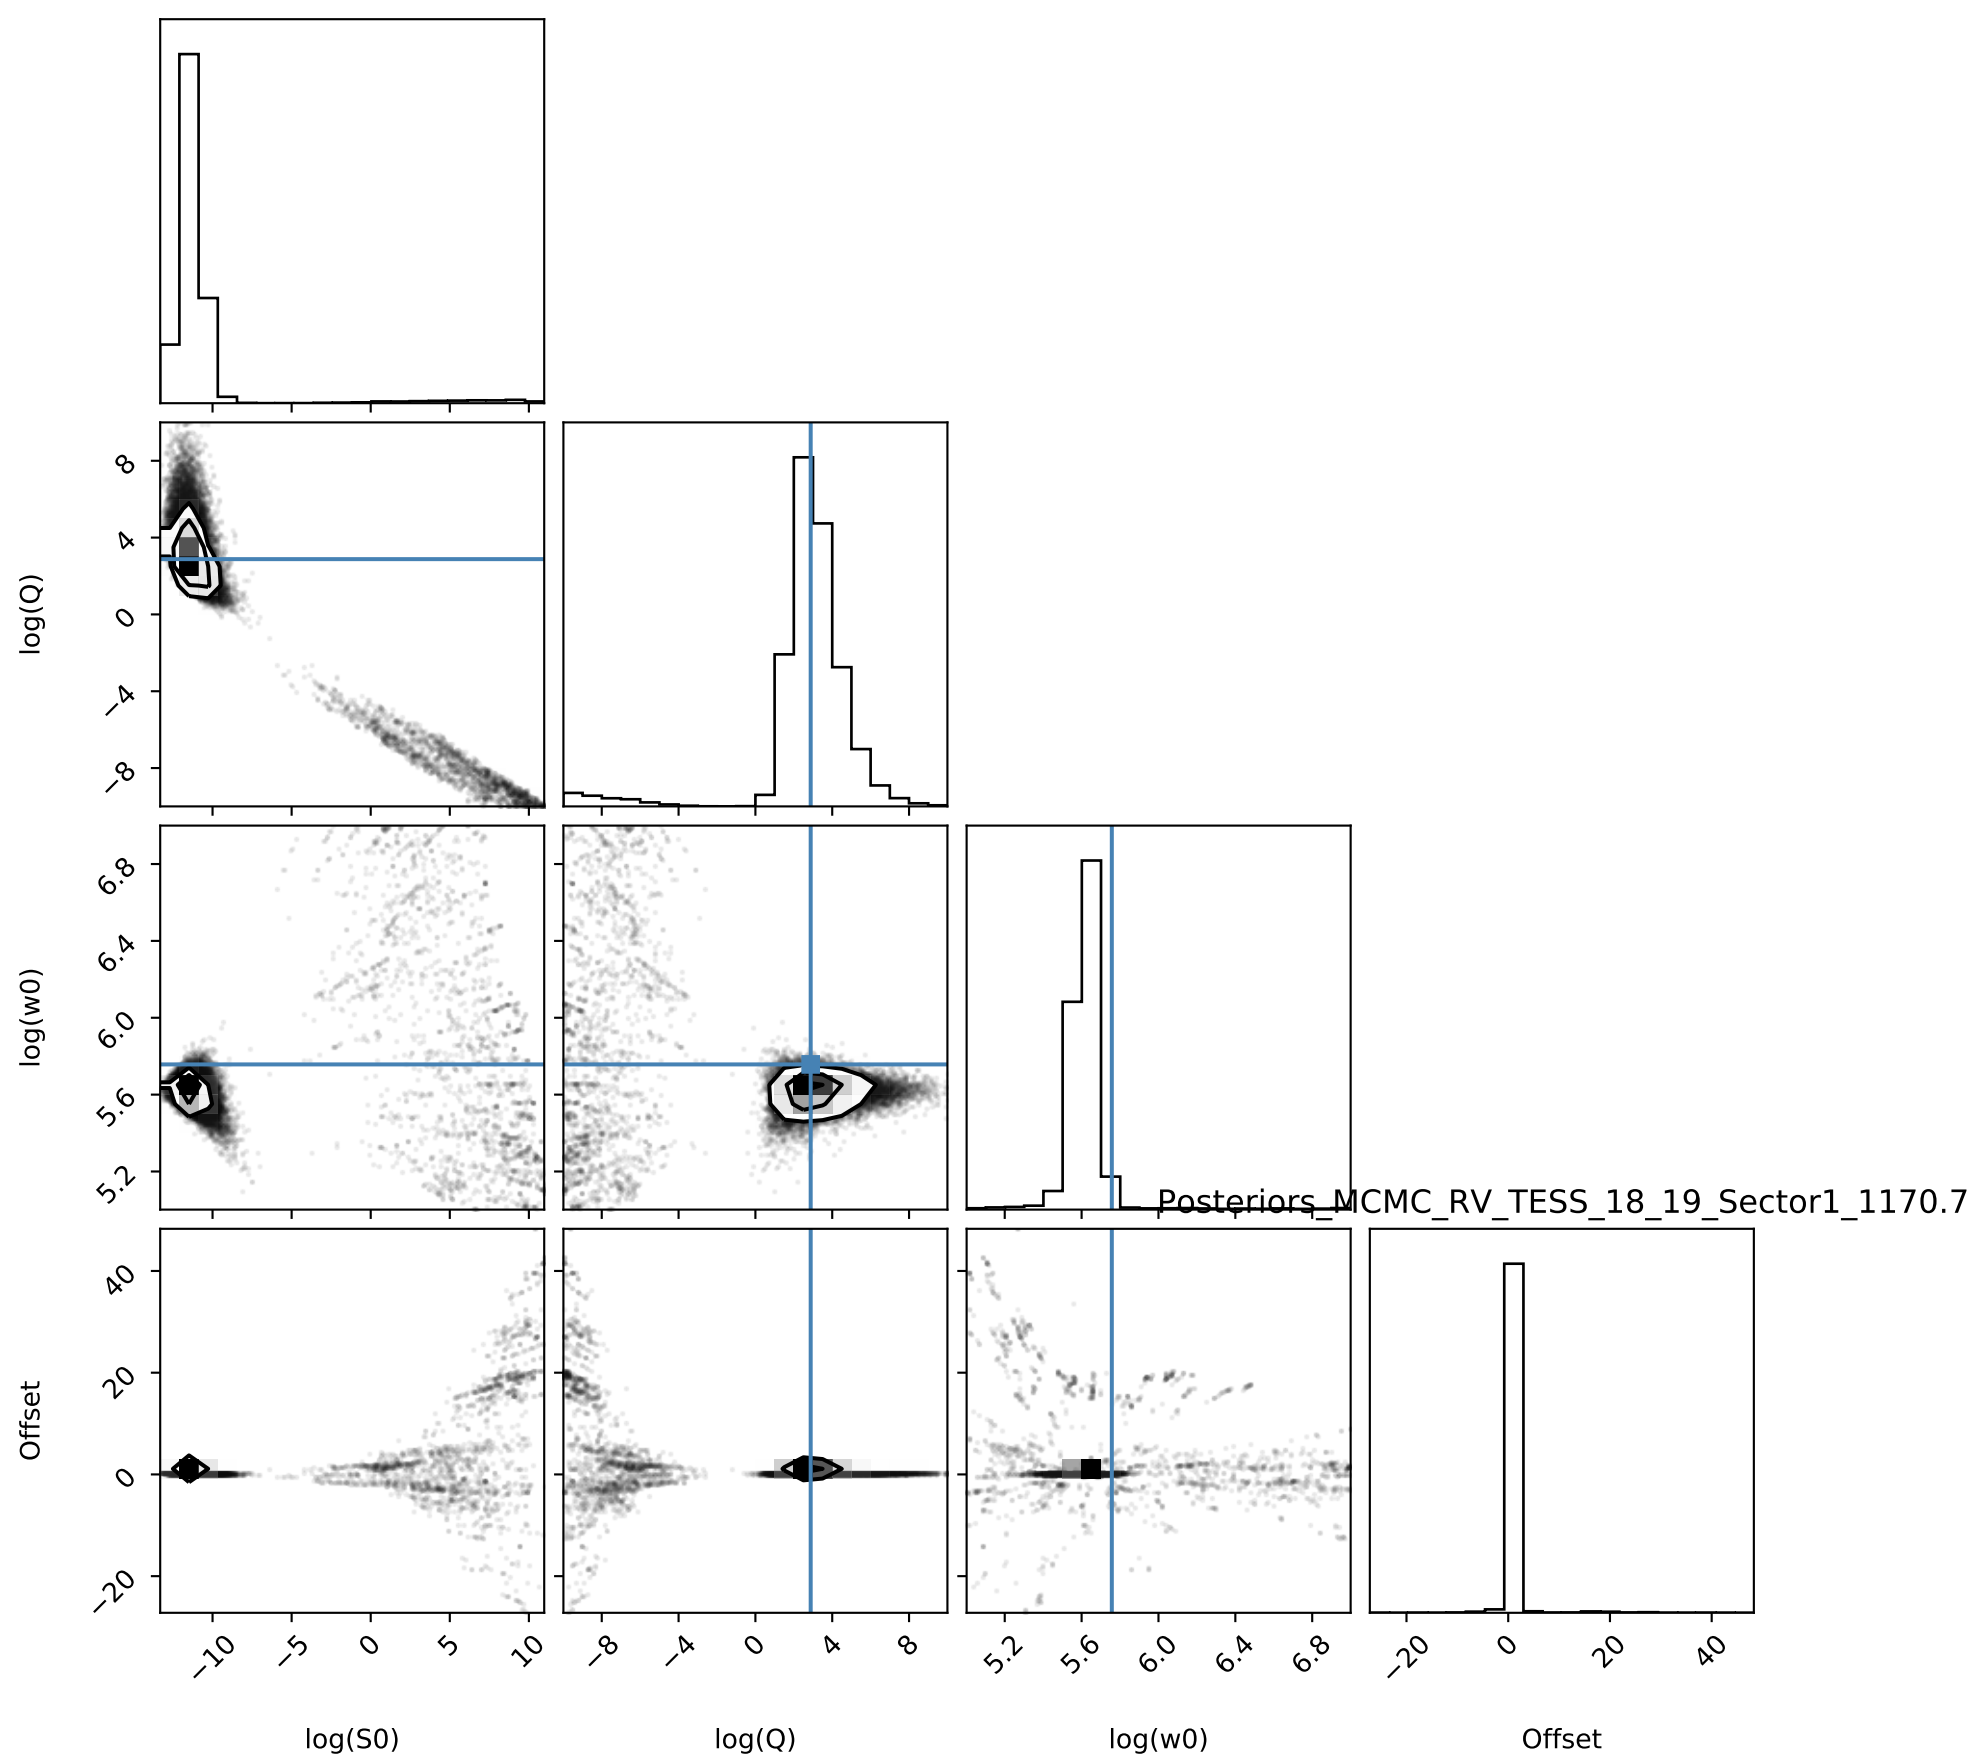 8
4
0
−4
−8
log(Q)
6.8
6.4
6.0
5.6
5.2
log(w0)
Posteriors_MCMC_RV_TESS_18_19_Sector1_1170.7
40
20
0
−20
Offset
−10 −5 0 5 10
−8 −4 0 4 8
5.2 5.6 6.0 6.4 6.8
−20 0 20 40
log(S0)
log(Q)
log(w0)
Offset